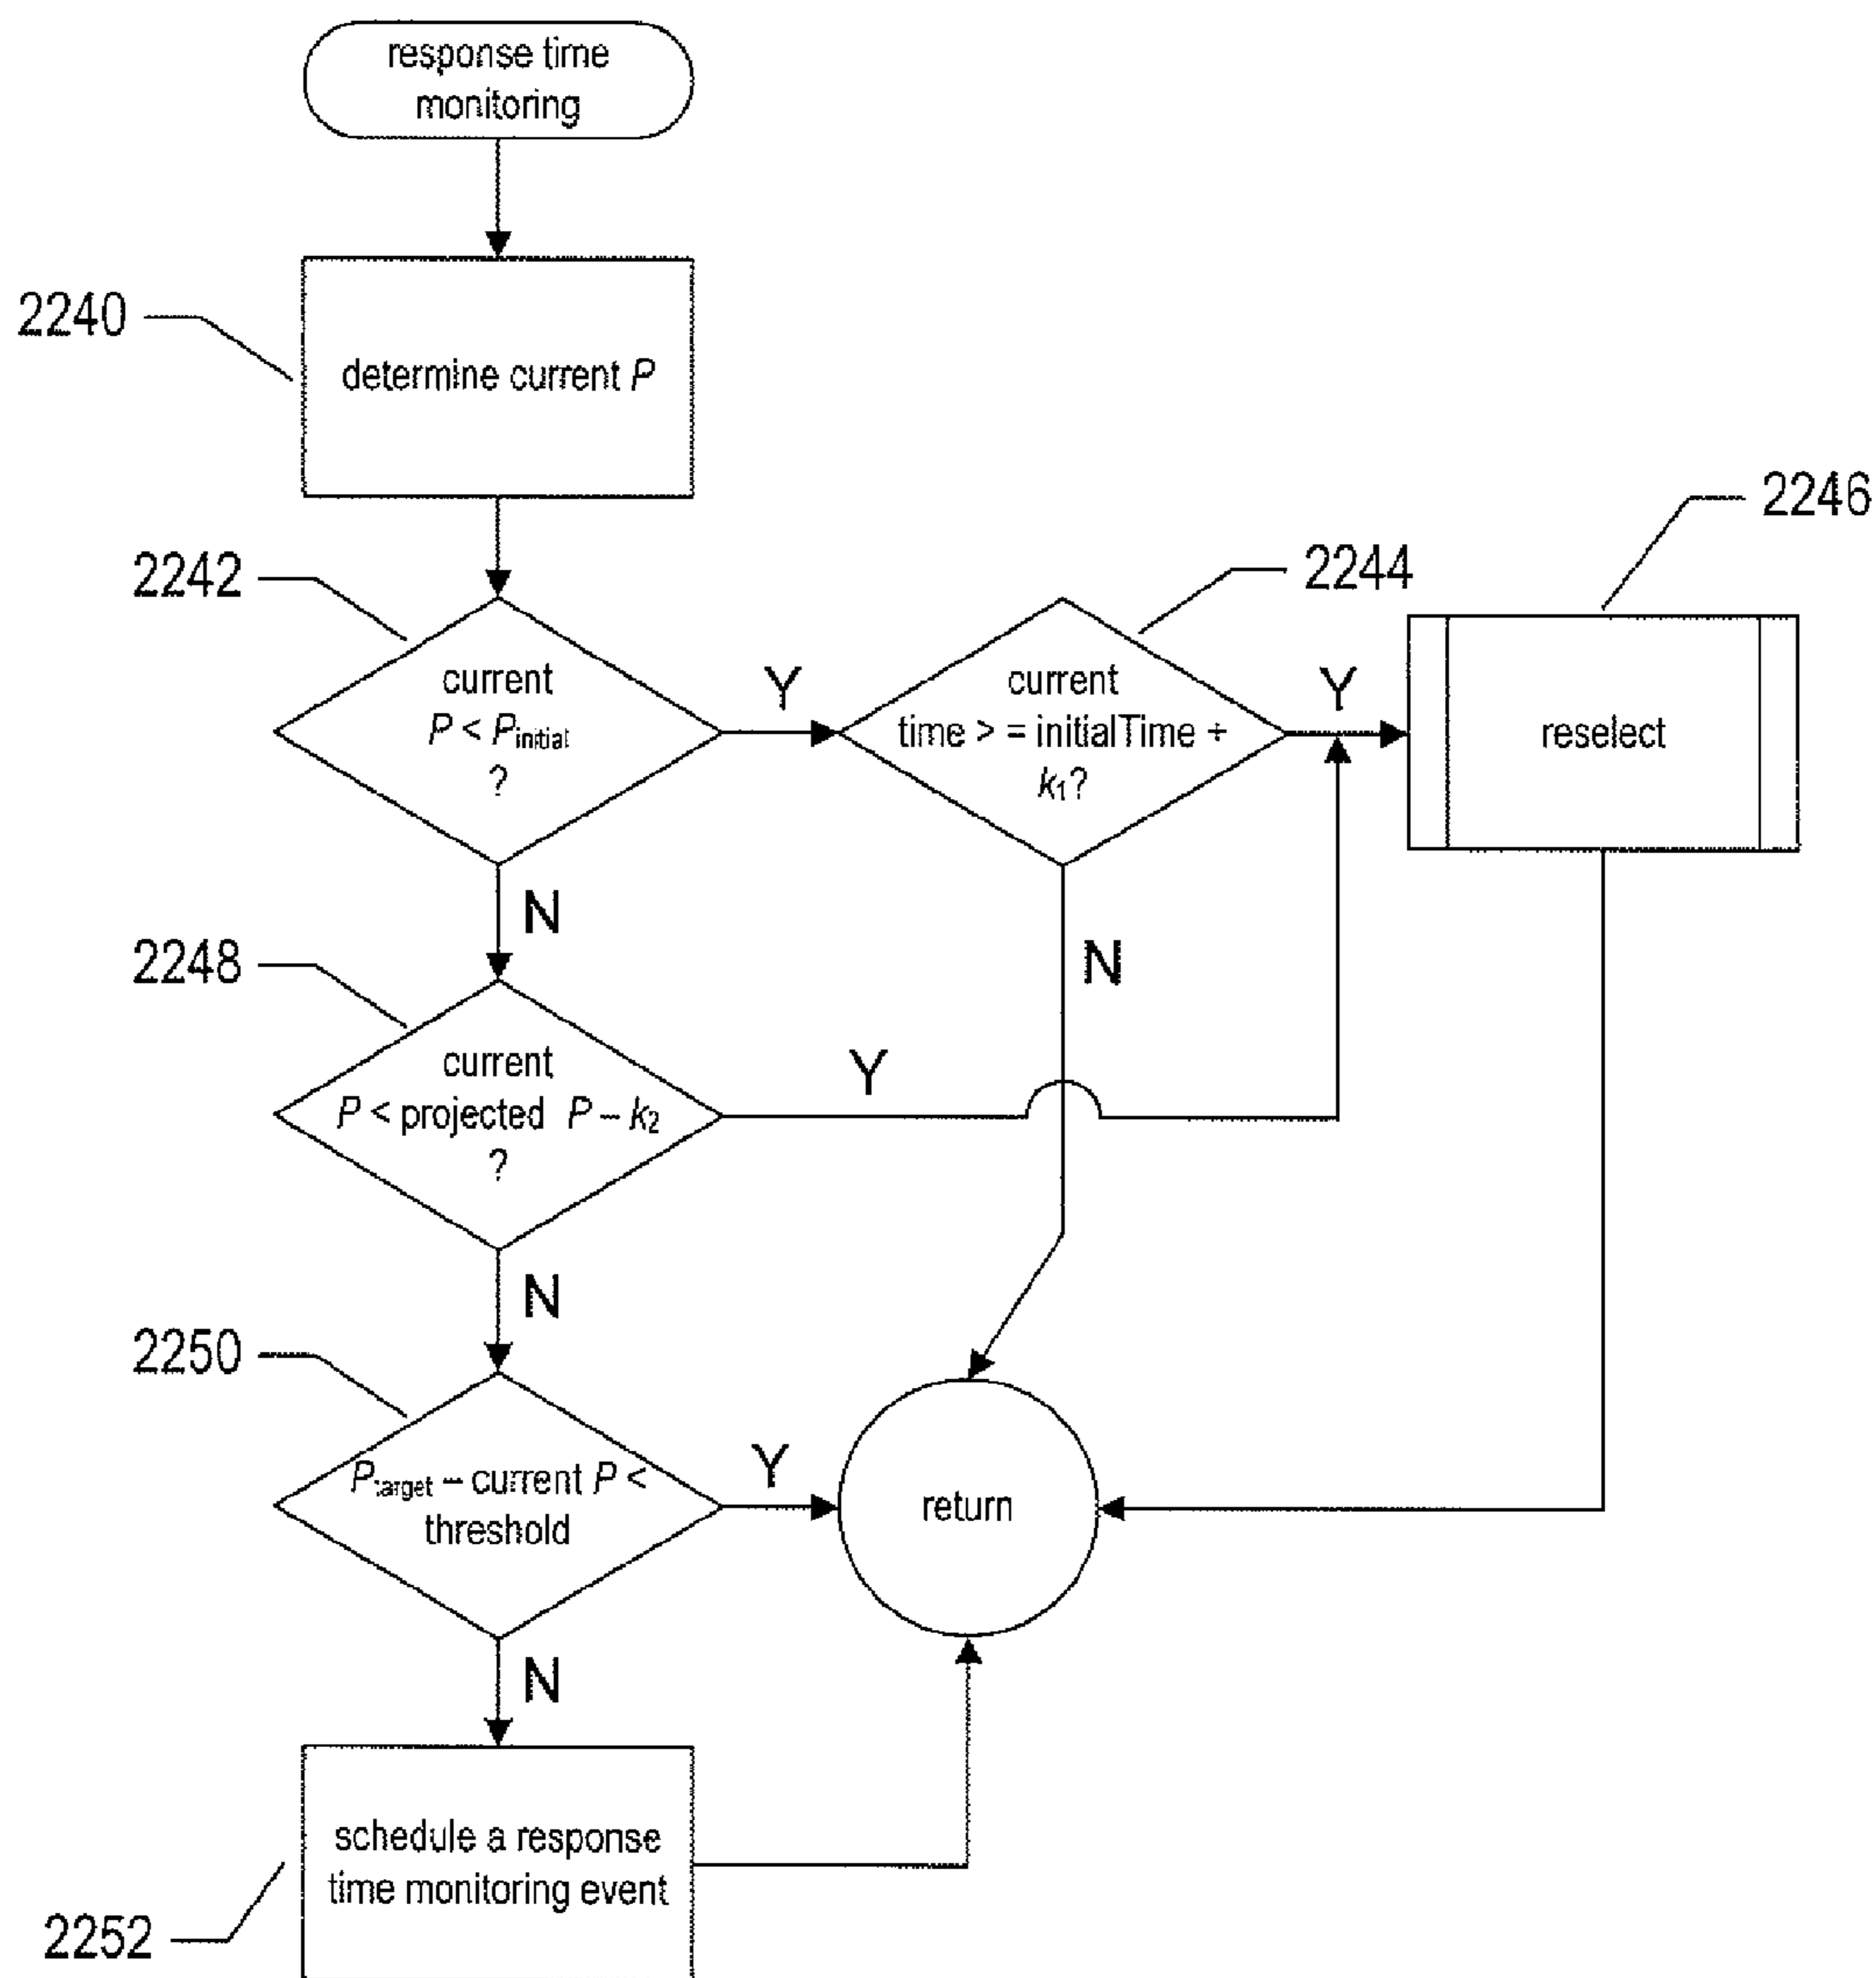 response time
monitoring
2240
determine current P
2246
2242
2244
current
P < Pinitial
?
Y
current
time > = initialTime +
k1?
Y
reselect
N
2248
N
current
P < projected P – k2
?
Y
N
2250
Ptarget – current P <
threshold
Y
return
N
schedule a response
time monitoring event
2252